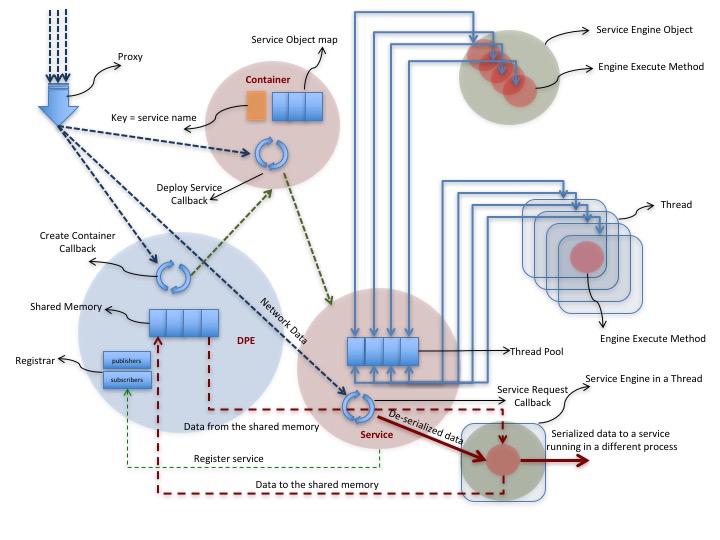 Service Object map
Service Engine Object
Proxy
Engine Execute Method
Container
Key = service name
Deploy Service
Callback
Thread
Create Container
Callback
Shared Memory
Network Data
DPE
Engine Execute Method
Registrar
publishers
subscribers
Thread Pool
Service Request
Callback
Service Engine in a Thread
De-serialized data
Data from the shared memory
Service
Serialized data to a service
running in a different process
Register service
Data to the shared memory